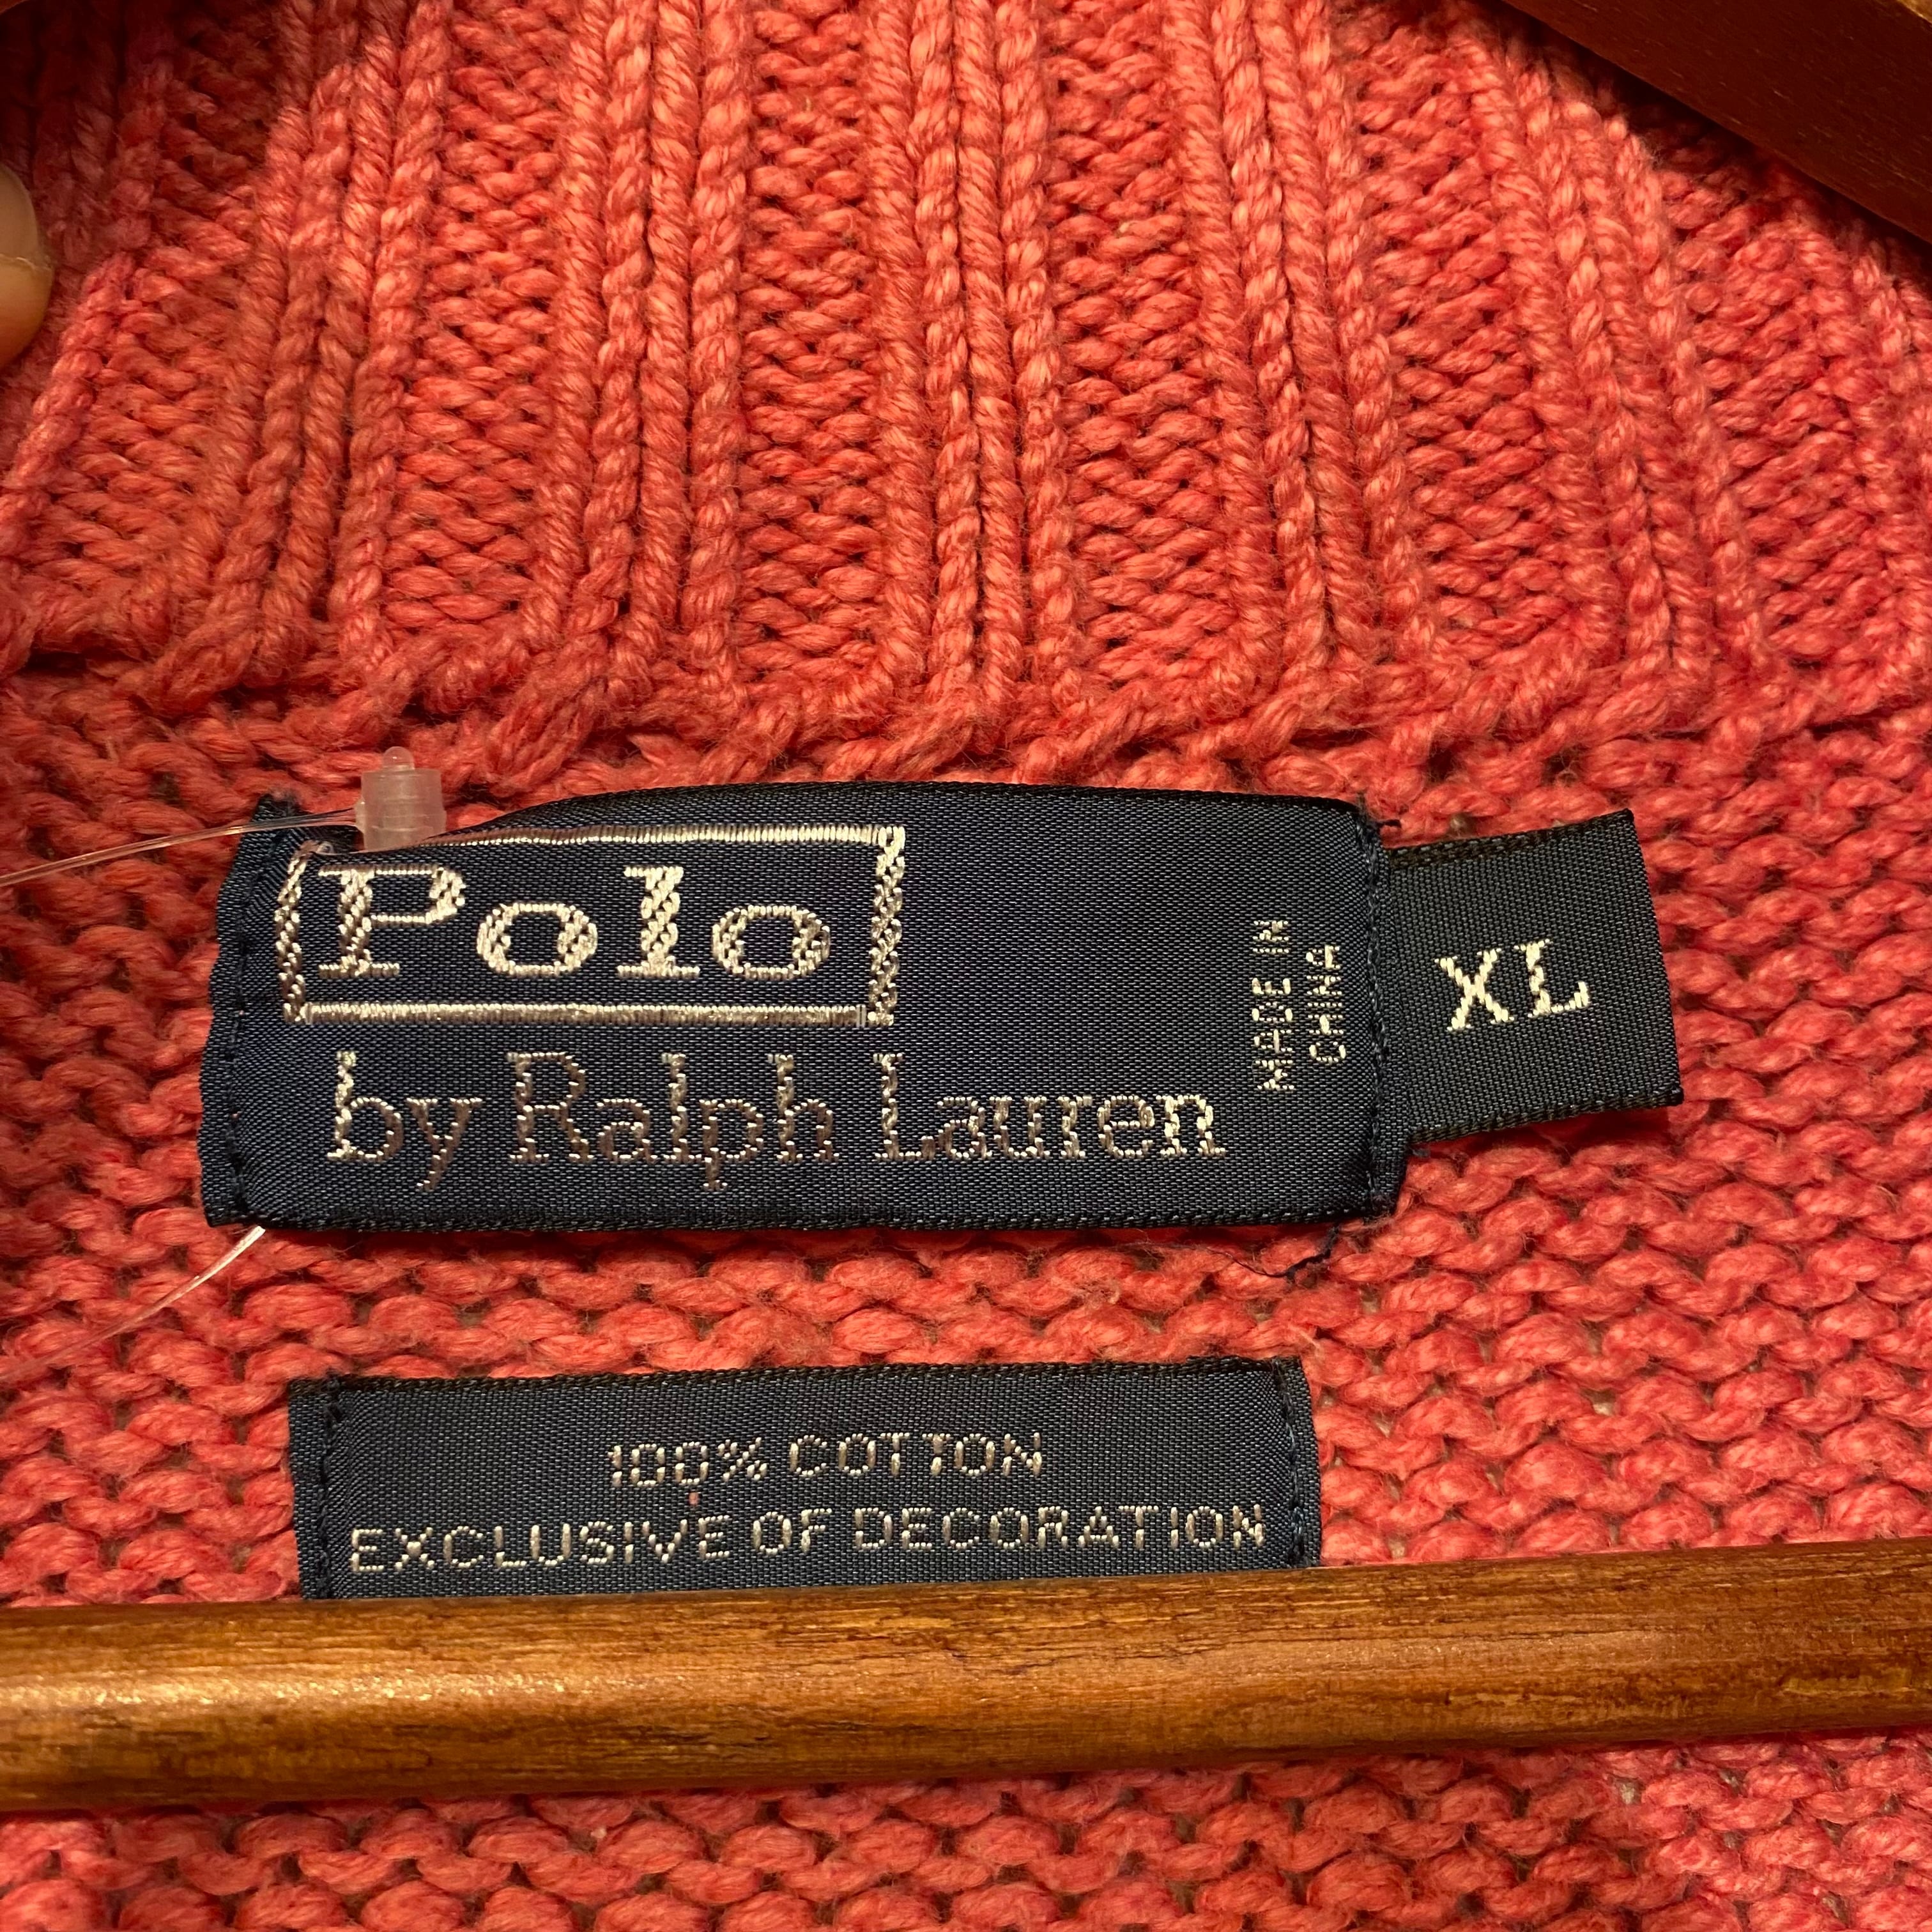 Polo
by Ralph Lauren
MADE IN
CHINA
XL
100% COTTON
EXCLUSIVE OF DECORATION